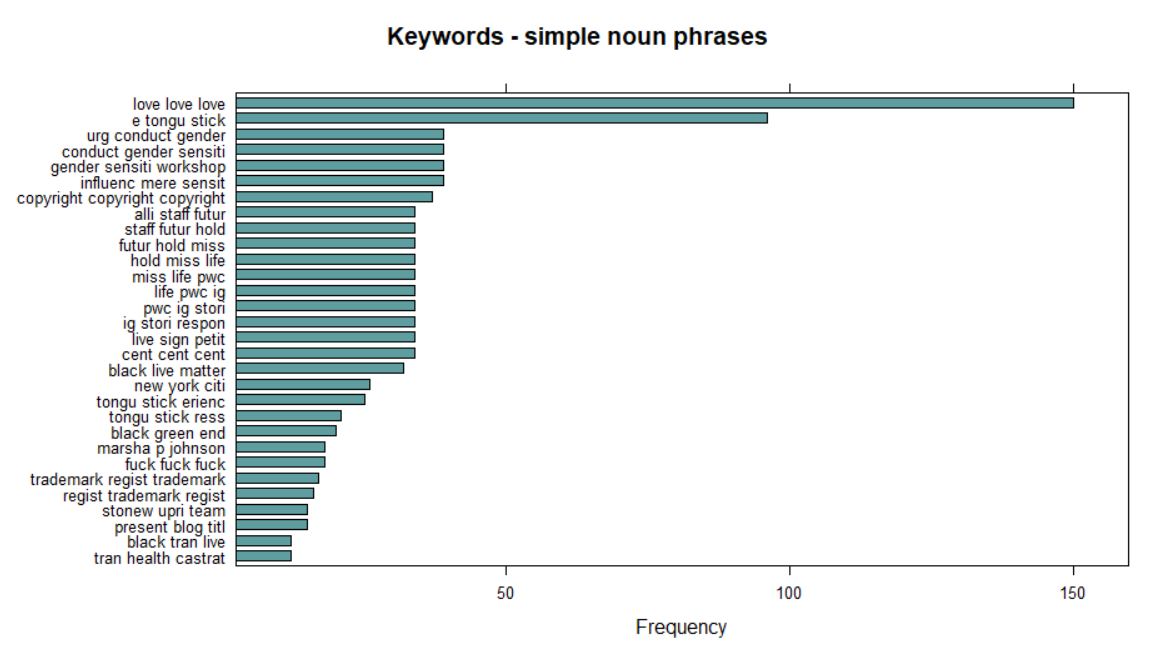 Keywords - simple noun phrases
love love love
e tongu stick
urg conduct gender
conduct gender sensiti
gender sensiti workshop
influenc mere sensit
copyright copyright copyright
alli staff futur
staff futur hold
futur hold miss
hold miss life
miss life pwc
life pwc ig
pwc ig stori
ig stori respon
live sign petit
cent cent cent
black live matter
new york citi
tongu stick erienc
tongu stick ress
black green end
marsha p johnson
fuck fuck fuck
trademark regist trademark
regist trademark regist
stonew upri team
present blog titl
black tran live
tran health castrat
50 100 150
Frequency